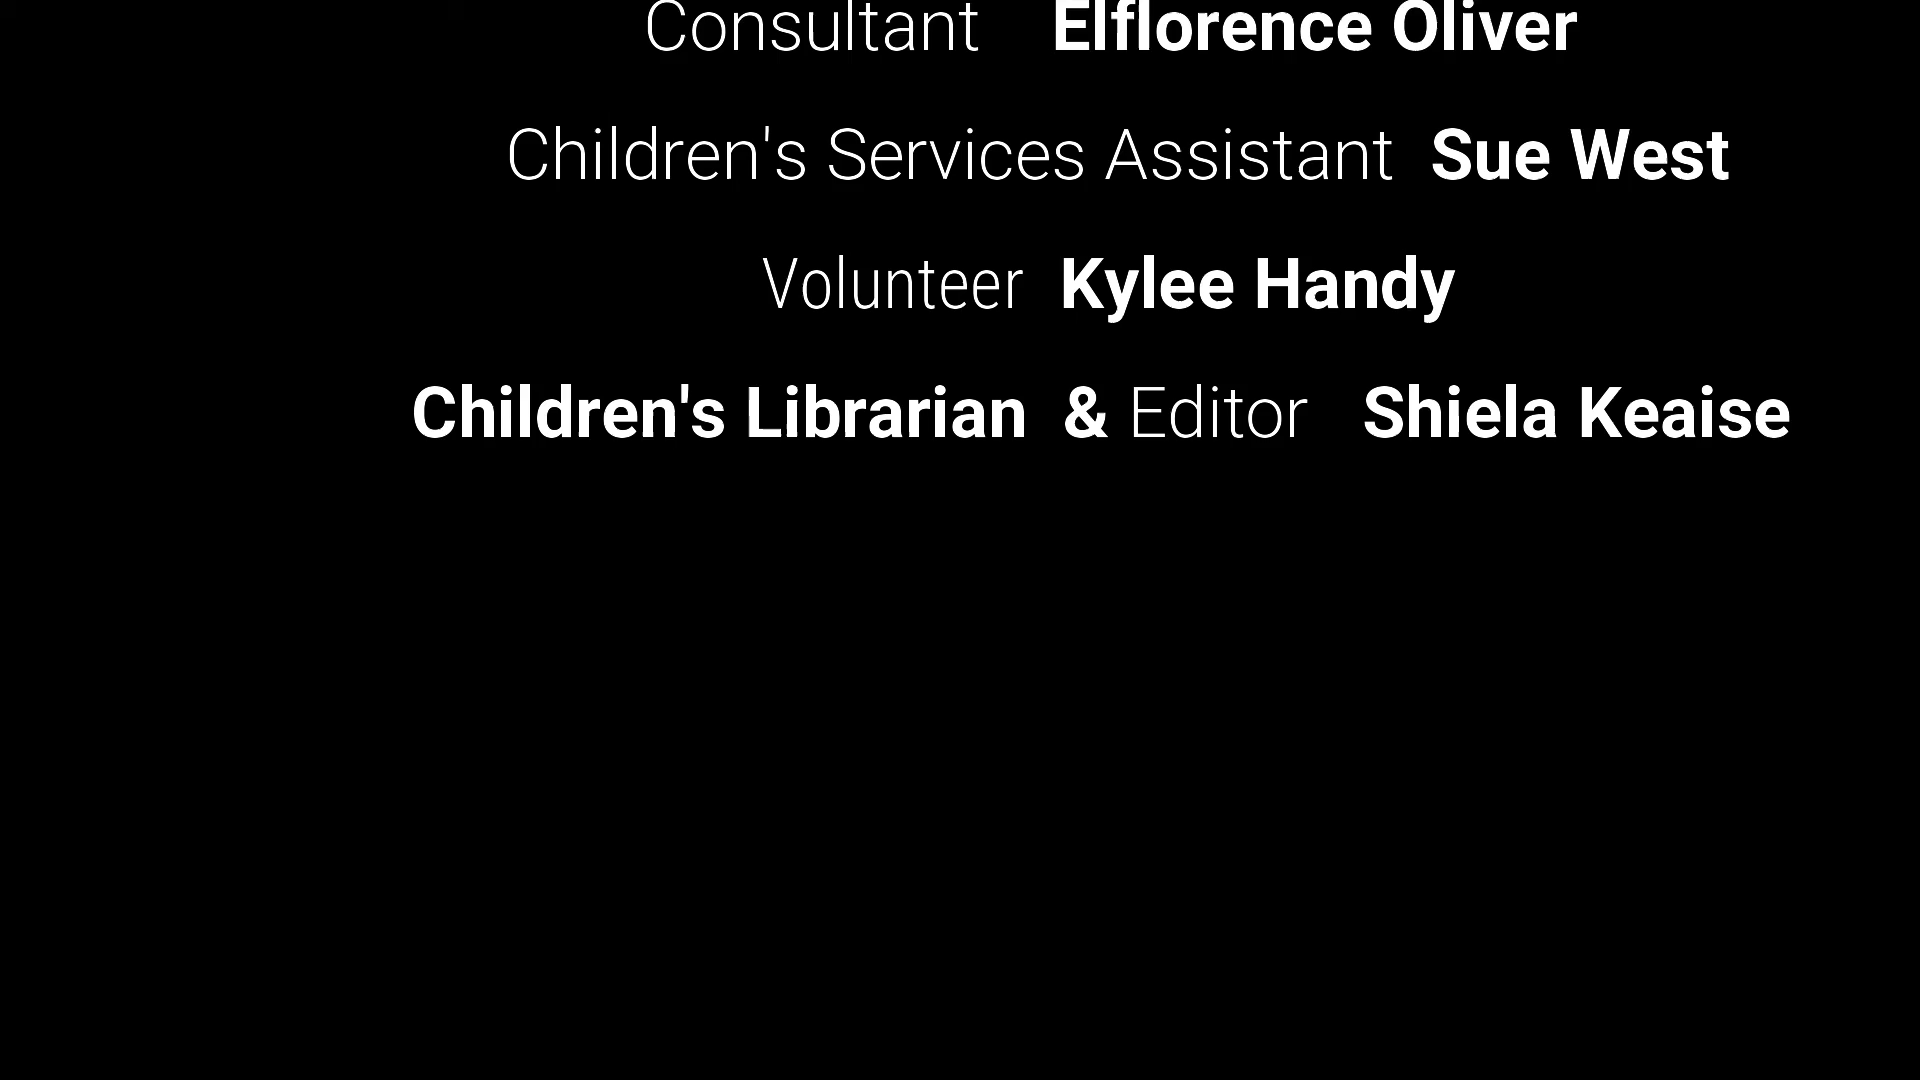 Consultant Elflorence Oliver
Children's Services Assistant Sue West
Volunteer Kylee Handy
Children's Librarian & Editor Shiela Keaise